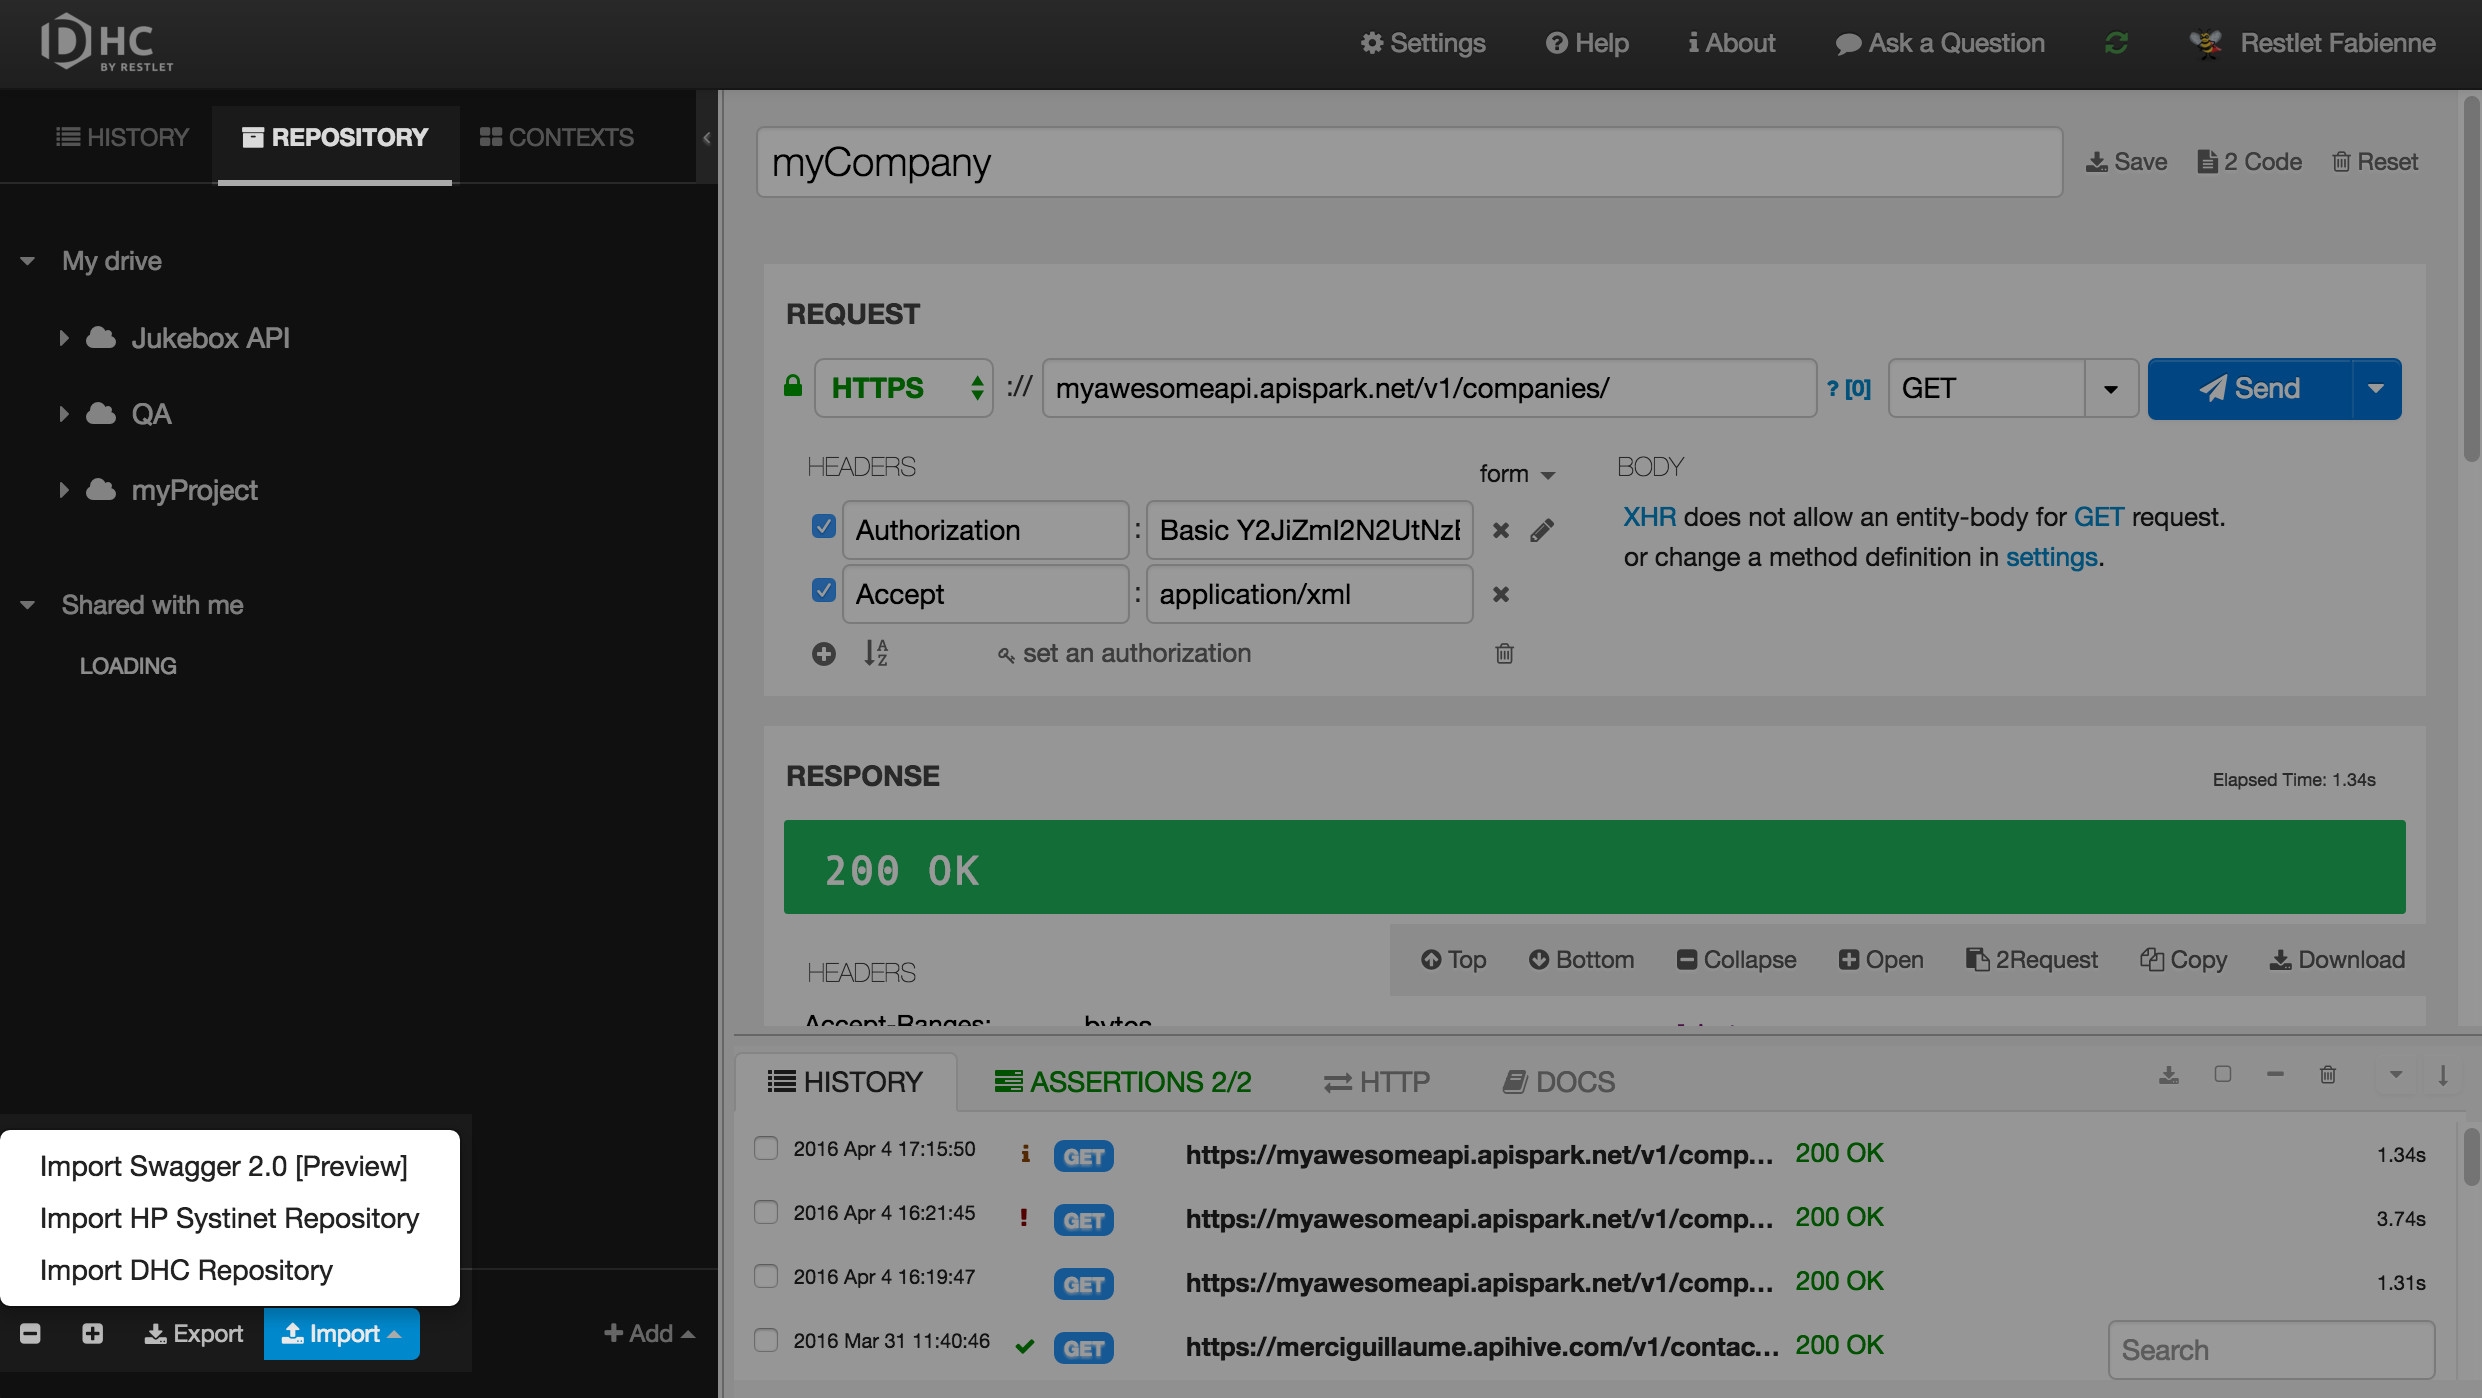 DHC
BY RESTLET
Settings
Help
About
Ask a Question
Restlet Fabienne
HISTORY
REPOSITORY
CONTEXTS
My drive
Jukebox API
QA
myProject
Shared with me
LOADING
Import Swagger 2.0 [Preview]
Import HP Systinet Repository
Import DHC Repository
Export
Import
Add
myCompany
Save
2 Code
Reset
REQUEST
HTTPS
://
myawesomeapi.apispark.net/v1/companies/
? [0]
GET
Send
HEADERS
form
BODY
Authorization : Basic Y2JiZmI2N2UtNzE
Accept : application/xml
XHR does not allow an entity-body for GET request.
or change a method definition in settings.
set an authorization
RESPONSE
Elapsed Time: 1.34s
200 OK
HEADERS
Top
Bottom
Collapse
Open
2Request
Copy
Download
Accept-Ranges: bytes
HISTORY
ASSERTIONS 2/2
HTTP
DOCS
2016 Apr 4 17:15:50 GET https://myawesomeapi.apispark.net/v1/comp... 200 OK 1.34s
2016 Apr 4 16:21:45 ! GET https://myawesomeapi.apispark.net/v1/comp... 200 OK 3.74s
2016 Apr 4 16:19:47 GET https://myawesomeapi.apispark.net/v1/comp... 200 OK 1.31s
2016 Mar 31 11:40:46 GET https://merciguillaume.apihive.com/v1/contac... 200 OK
Search